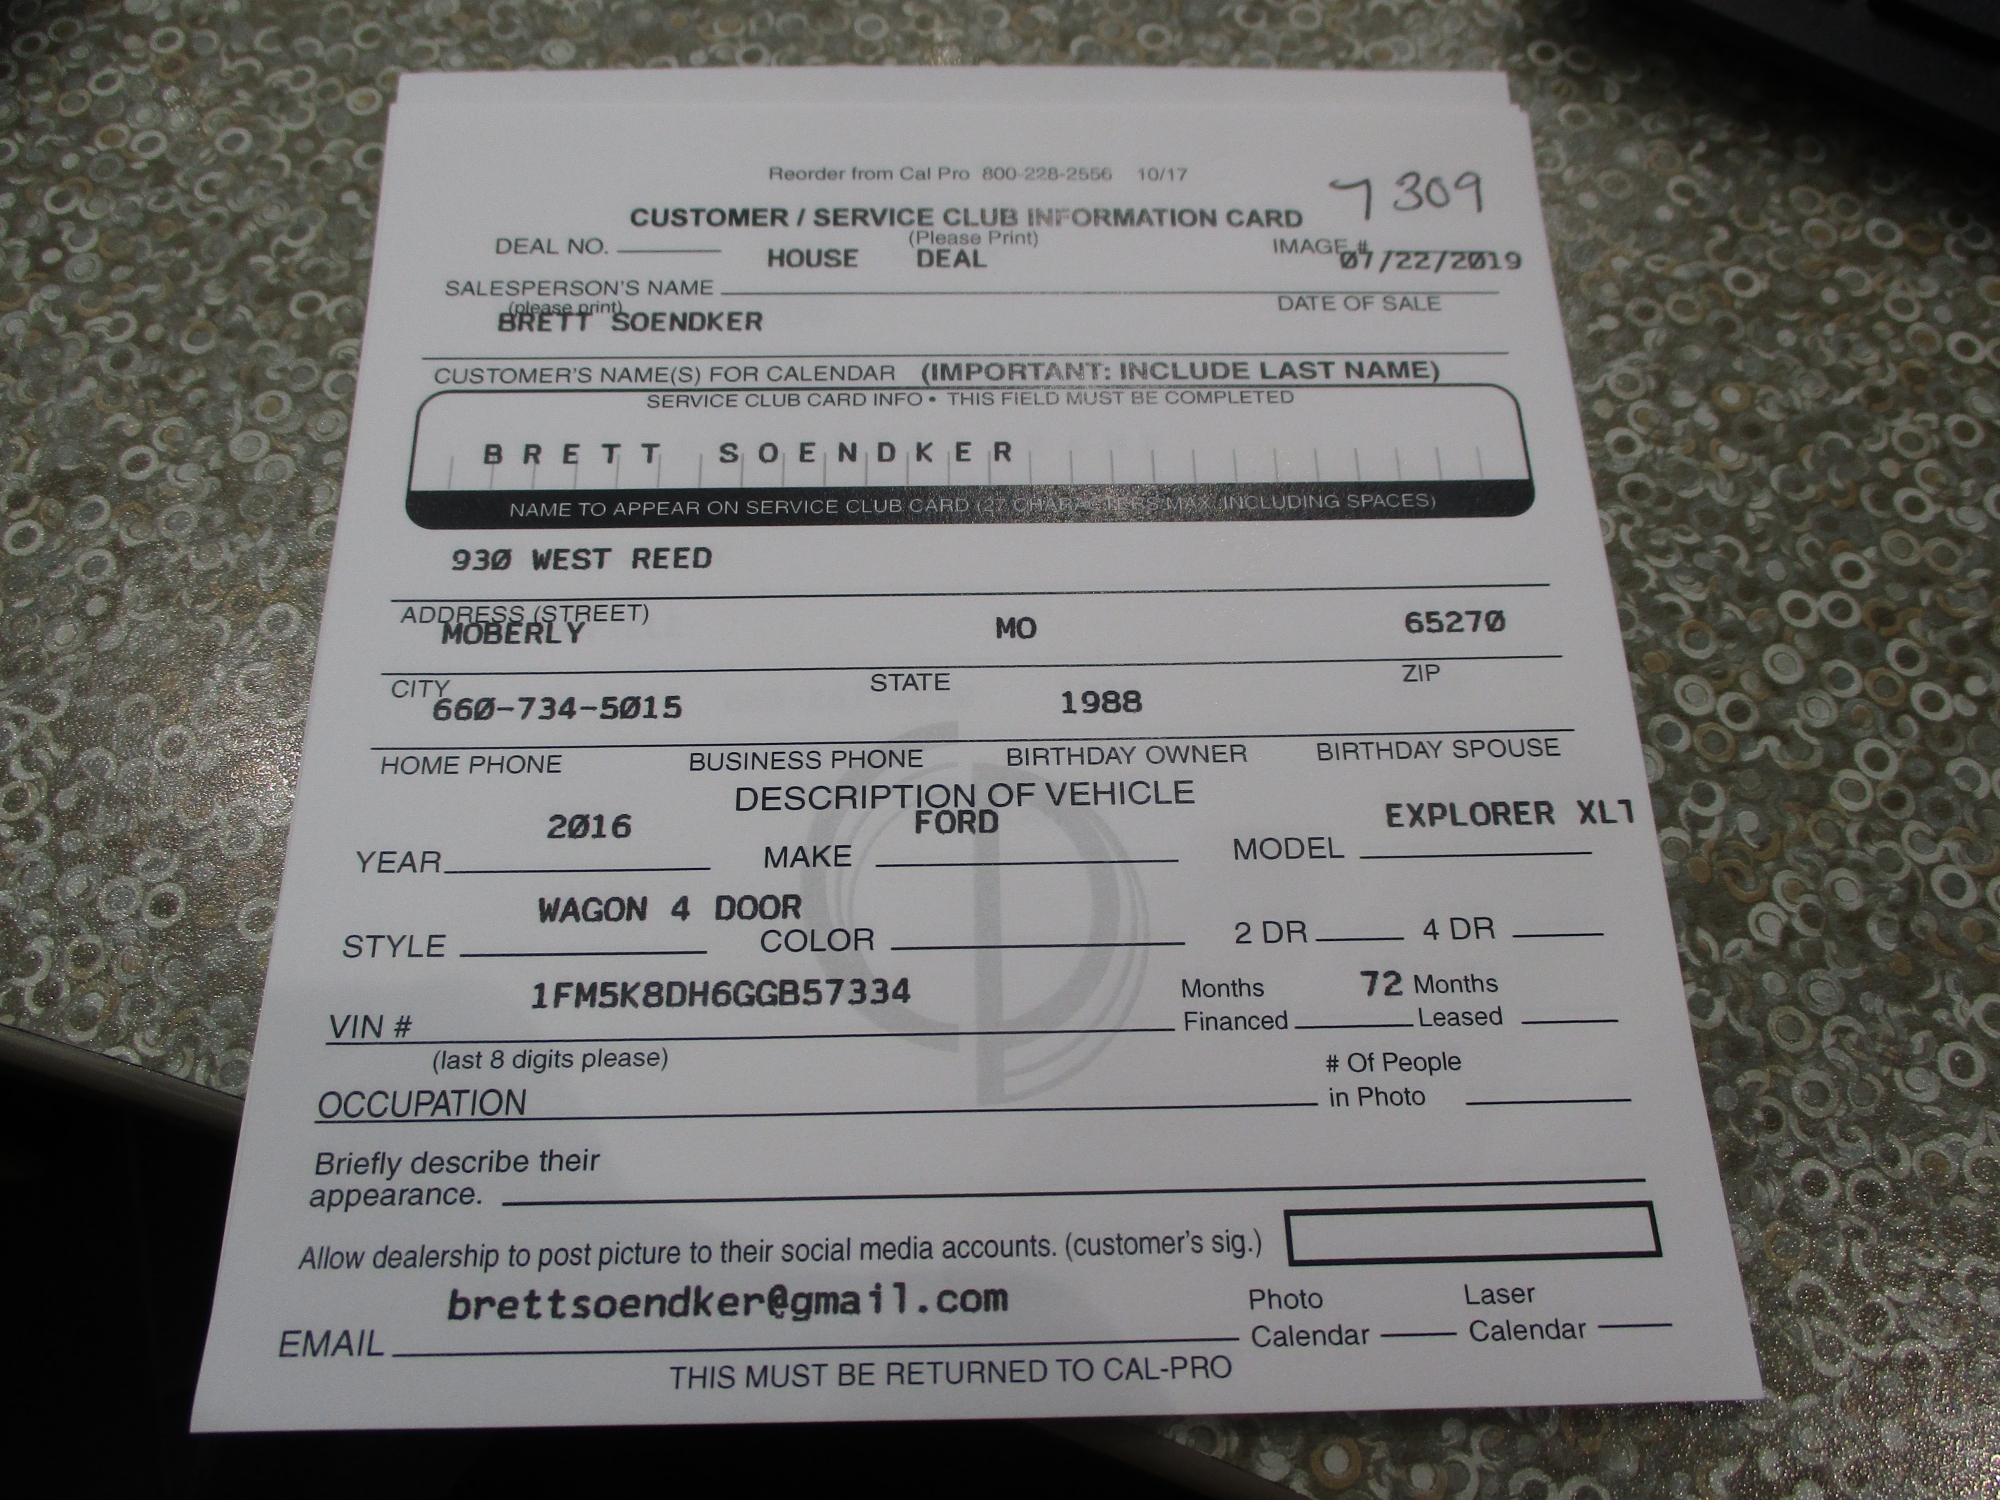 Reorder from Cal Pro 800-228-2556 10/17
7309
CUSTOMER / SERVICE CLUB INFORMATION CARD
(Please Print)
DEAL NO. HOUSE DEAL IMAGE # 07/22/2019
SALESPERSON'S NAME DATE OF SALE
(please print)
BRETT SOENDKER
CUSTOMER'S NAME(S) FOR CALENDAR (IMPORTANT: INCLUDE LAST NAME)
SERVICE CLUB CARD INFO • THIS FIELD MUST BE COMPLETED
BRETT SOENDKER
NAME TO APPEAR ON SERVICE CLUB CARD (27 CHARACTERS MAX. INCLUDING SPACES)
930 WEST REED
ADDRESS (STREET)
MOBERLY MO 65270
CITY STATE ZIP
660-734-5015 1988
HOME PHONE BUSINESS PHONE BIRTHDAY OWNER BIRTHDAY SPOUSE
DESCRIPTION OF VEHICLE
2016 FORD EXPLORER XLT
YEAR MAKE MODEL
WAGON 4 DOOR
STYLE COLOR 2 DR 4 DR
1FM5K8DH6GGB57334 Months 72 Months
VIN # Financed Leased
(last 8 digits please) # Of People
OCCUPATION in Photo
Briefly describe their
appearance.
Allow dealership to post picture to their social media accounts. (customer's sig.)
brettsoendker@gmail.com Photo Laser
EMAIL Calendar Calendar
THIS MUST BE RETURNED TO CAL-PRO